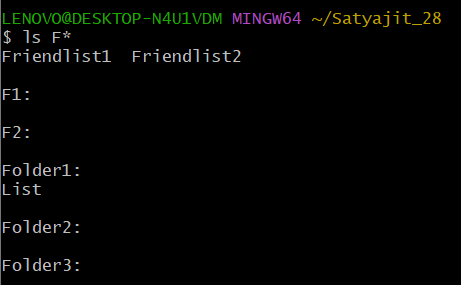 LENOVO@DESKTOP-N4U1VDM MINGW64 ~/Satyajit_28
$ ls F*
Friendlist1  Friendlist2
F1:
F2:
Folder1:
List
Folder2:
Folder3: